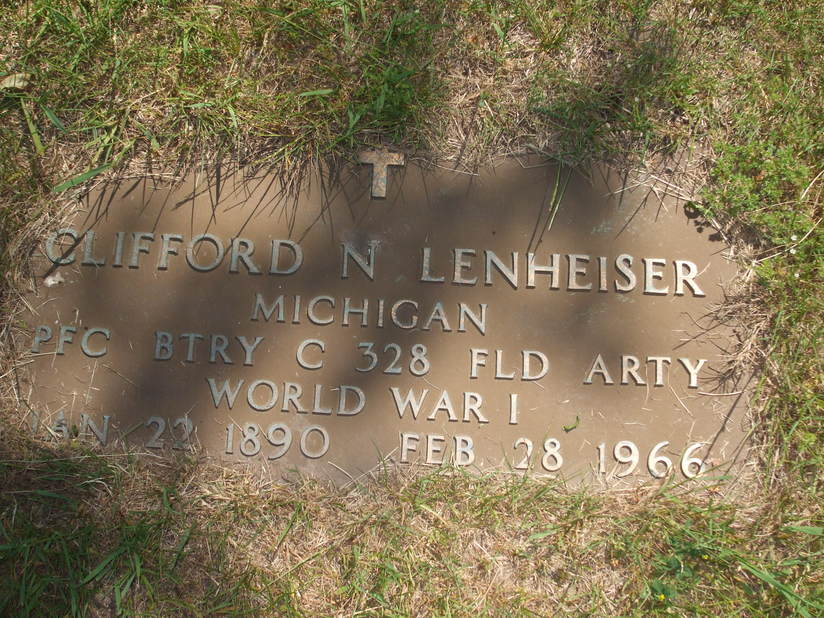 CLIFFORD N LENHEISER
MICHIGAN
PFC BTRY C 328 FLD ARTY
WORLD WAR I
JAN 22 1890 FEB 28 1966